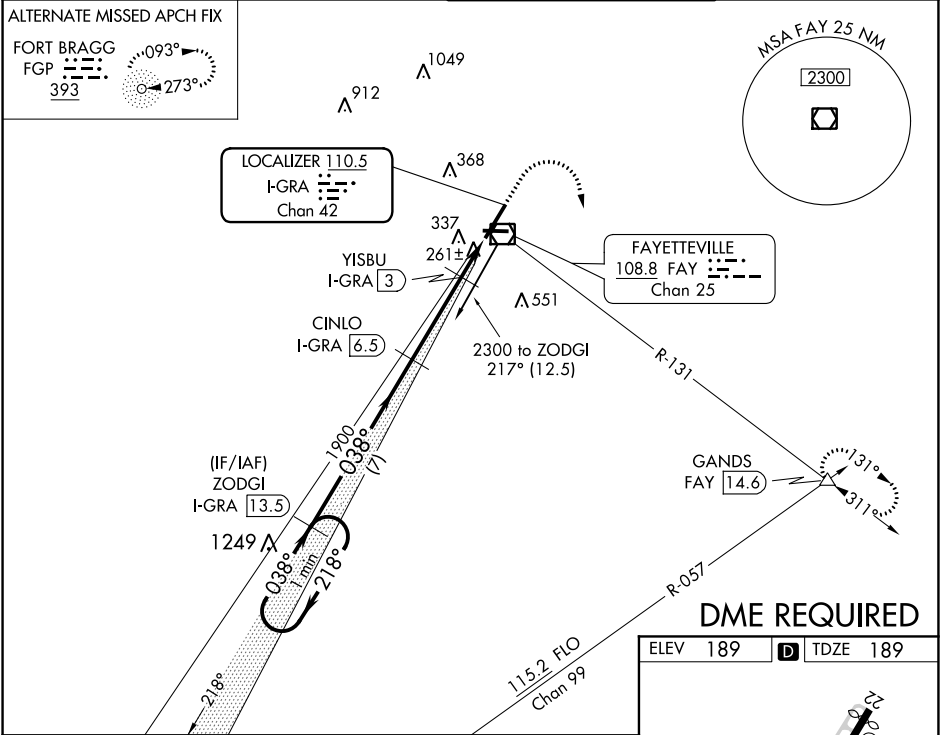 ALTERNATE MISSED APCH FIX
FORT BRAGG
FGP
393
093°
273°
1049
912
MSA FAY 25 NM
2300
LOCALIZER 110.5
I-GRA
Chan 42
368
337
261±
FAYETTEVILLE
108.8 FAY
Chan 25
YISBU
I-GRA 3
551
CINLO
I-GRA 6.5
2300 to ZODGI
217° (12.5)
R-131
1900
038°
(7)
(IF/IAF)
ZODGI
I-GRA 13.5
GANDS
FAY 14.6
131°
311°
1249
038°
1 min
218°
R-057
218°
115.2 FLO
Chan 99
DME REQUIRED
ELEV 189 D TDZE 189
22